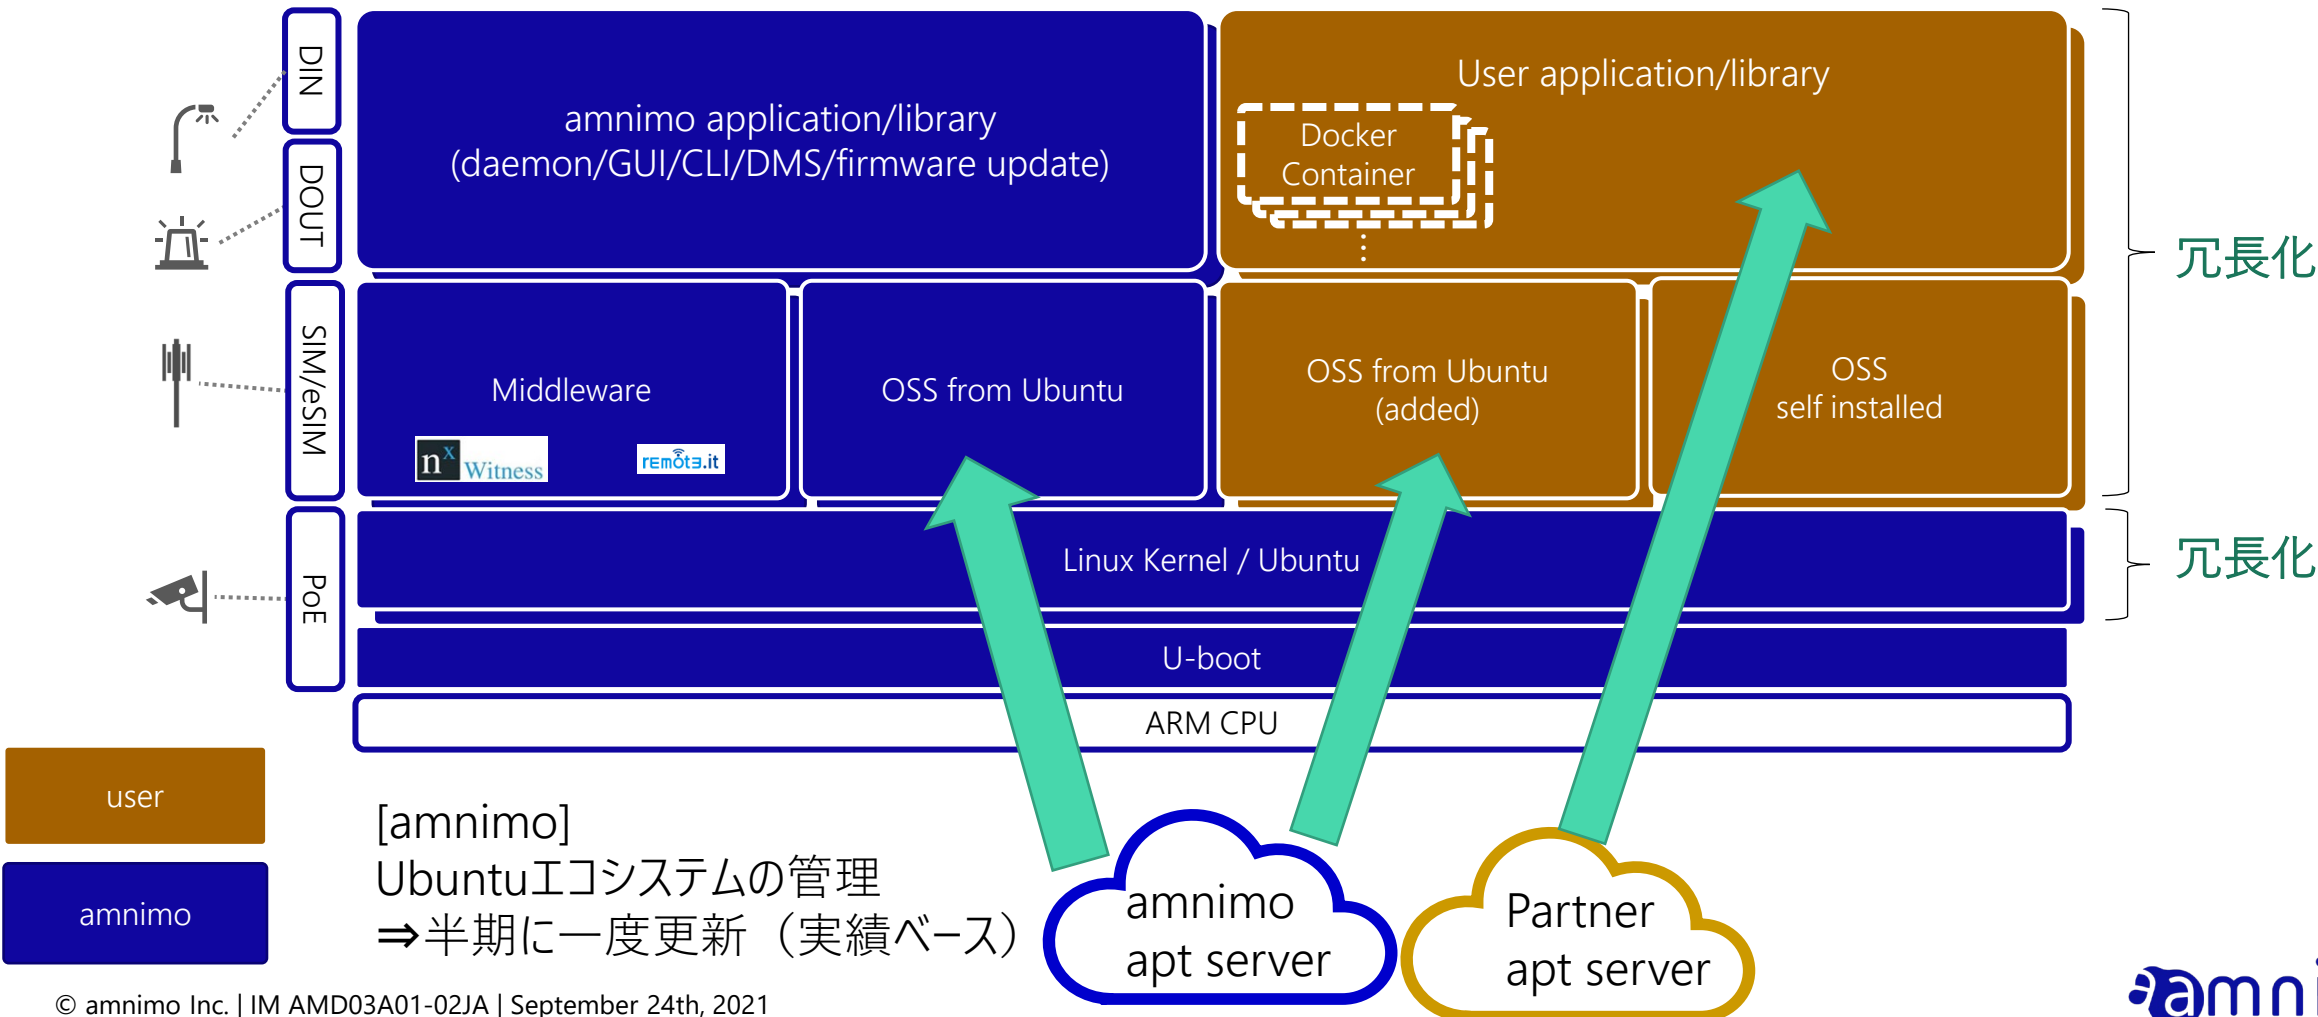 DIN
DOUT
SIM/eSIM
PoE
amnimo application/library
(daemon/GUI/CLI/DMS/firmware update)
User application/library
Docker
Container
⋮
冗長化
Middleware
nx Witness
remote.it
OSS from Ubuntu
OSS from Ubuntu
(added)
OSS
self installed
Linux Kernel / Ubuntu
冗長化
U-boot
ARM CPU
user
amnimo
[amnimo]
Ubuntuエコシステムの管理
⇒半期に一度更新（実績ベース）
amnimo
apt server
Partner
apt server
© amnimo Inc. | IM AMD03A01-02JA | September 24th, 2021
amni